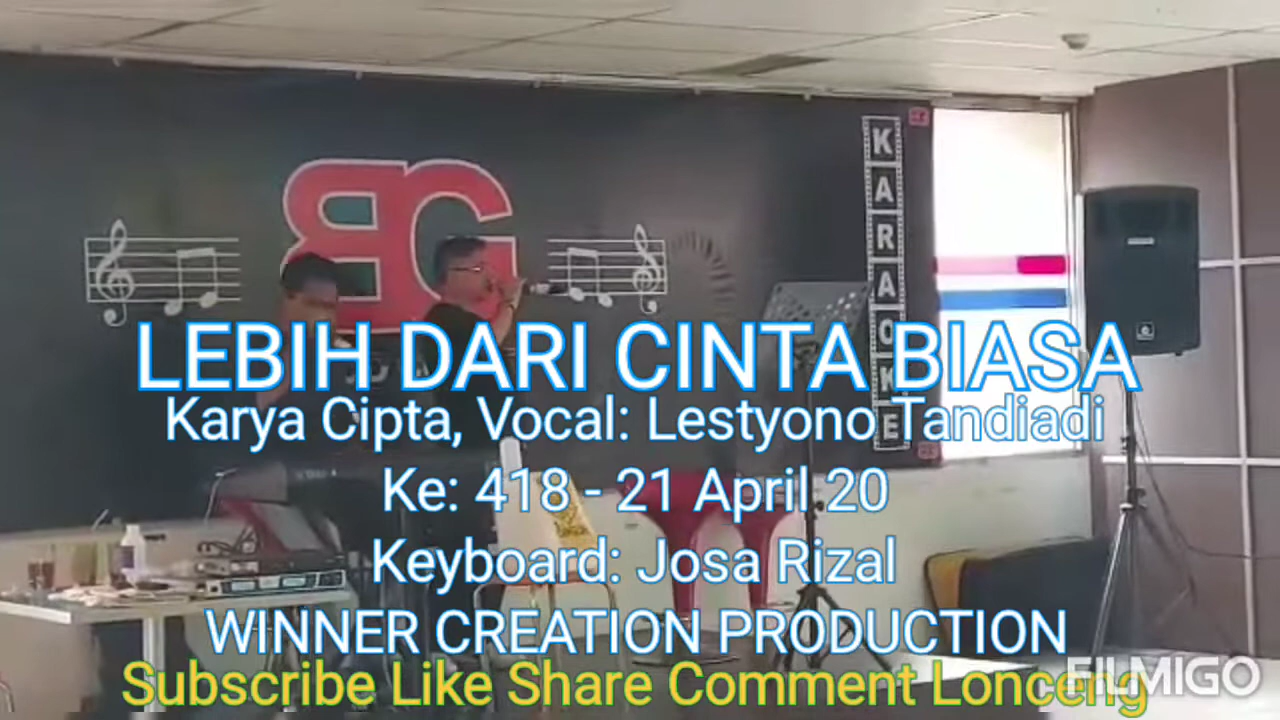 BG
KARAOKE
LEBIH DARI CINTA BIASA
Karya Cipta, Vocal: Lestyono Tandiadi
Ke: 418 - 21 April 20
Keyboard: Josa Rizal
WINNER CREATION PRODUCTION
Subscribe Like Share Comment Lonceng
FILMIGO